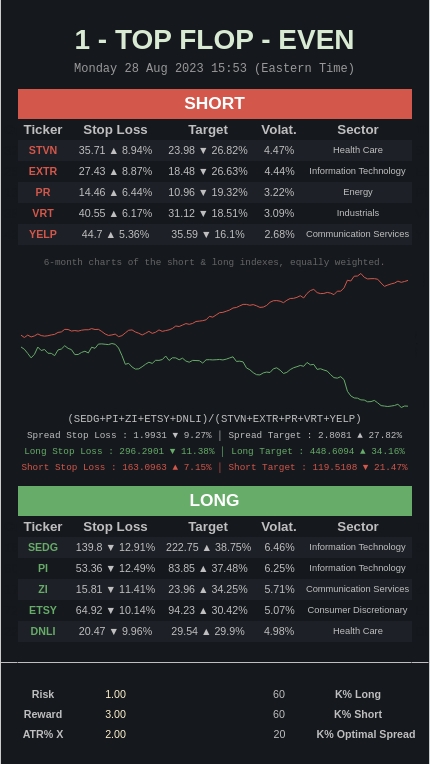 1 - TOP FLOP - EVEN
Monday 28 Aug 2023 15:53 (Eastern Time)
SHORT
Ticker Stop Loss Target Volat. Sector
STVN 35.71 ▲ 8.94% 23.98 ▼ 26.82% 4.47% Health Care
EXTR 27.43 ▲ 8.87% 18.48 ▼ 26.63% 4.44% Information Technology
PR 14.46 ▲ 6.44% 10.96 ▼ 19.32% 3.22% Energy
VRT 40.55 ▲ 6.17% 31.12 ▼ 18.51% 3.09% Industrials
YELP 44.7 ▲ 5.36% 35.59 ▼ 16.1% 2.68% Communication Services
6-month charts of the short & long indexes, equally weighted.
(SEDG+PI+ZI+ETSY+DNLI)/(STVN+EXTR+PR+VRT+YELP)
Spread Stop Loss : 1.9931 ▼ 9.27% | Spread Target : 2.8081 ▲ 27.82%
Long Stop Loss : 296.2901 ▼ 11.38% | Long Target : 448.6094 ▲ 34.16%
Short Stop Loss : 163.0963 ▲ 7.15% | Short Target : 119.5108 ▼ 21.47%
LONG
Ticker Stop Loss Target Volat. Sector
SEDG 139.8 ▼ 12.91% 222.75 ▲ 38.75% 6.46% Information Technology
PI 53.36 ▼ 12.49% 83.85 ▲ 37.48% 6.25% Information Technology
ZI 15.81 ▼ 11.41% 23.96 ▲ 34.25% 5.71% Communication Services
ETSY 64.92 ▼ 10.14% 94.23 ▲ 30.42% 5.07% Consumer Discretionary
DNLI 20.47 ▼ 9.96% 29.54 ▲ 29.9% 4.98% Health Care
Risk 1.00 60 K% Long
Reward 3.00 60 K% Short
ATR% X 2.00 20 K% Optimal Spread